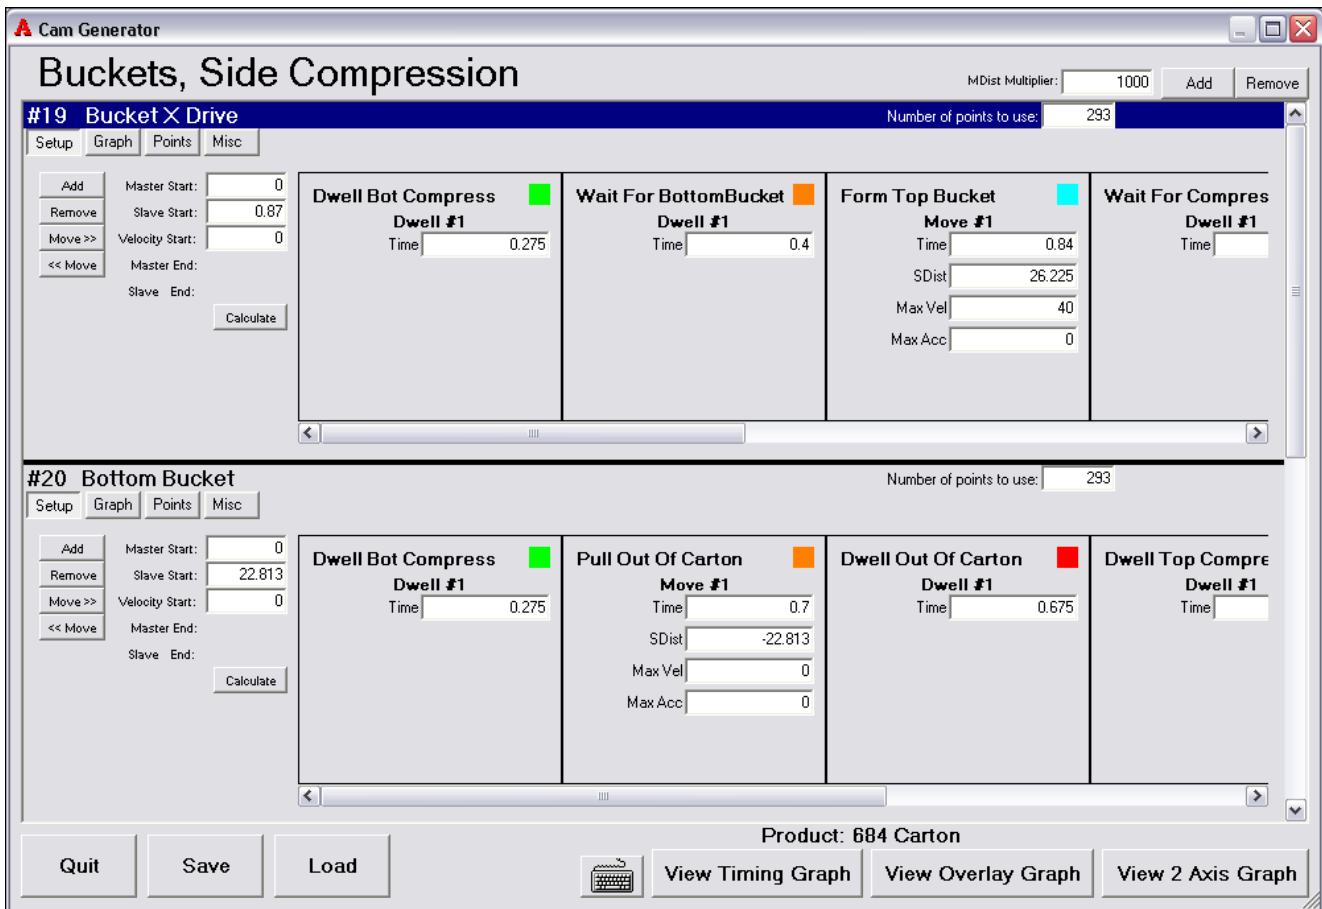 Cam Generator
Buckets, Side Compression
MDist Multiplier: 1000 Add Remove
#19 Bucket X Drive Number of points to use: 293
Setup Graph Points Misc
Add Master Start: 0
Remove Slave Start: 0.87
Move >> Velocity Start: 0
<< Move Master End:
Slave End:
Calculate
Dwell Bot Compress
Dwell #1
Time 0.275
Wait For BottomBucket
Dwell #1
Time 0.4
Form Top Bucket
Move #1
Time 0.84
SDist 26.225
Max Vel 40
Max Acc 0
Wait For Compres
Dwell #1
Time
#20 Bottom Bucket Number of points to use: 293
Setup Graph Points Misc
Add Master Start: 0
Remove Slave Start: 22.813
Move >> Velocity Start: 0
<< Move Master End:
Slave End:
Calculate
Dwell Bot Compress
Dwell #1
Time 0.275
Pull Out Of Carton
Move #1
Time 0.7
SDist -22.813
Max Vel 0
Max Acc 0
Dwell Out Of Carton
Dwell #1
Time 0.675
Dwell Top Compre
Dwell #1
Time
Product: 684 Carton
Quit Save Load View Timing Graph View Overlay Graph View 2 Axis Graph